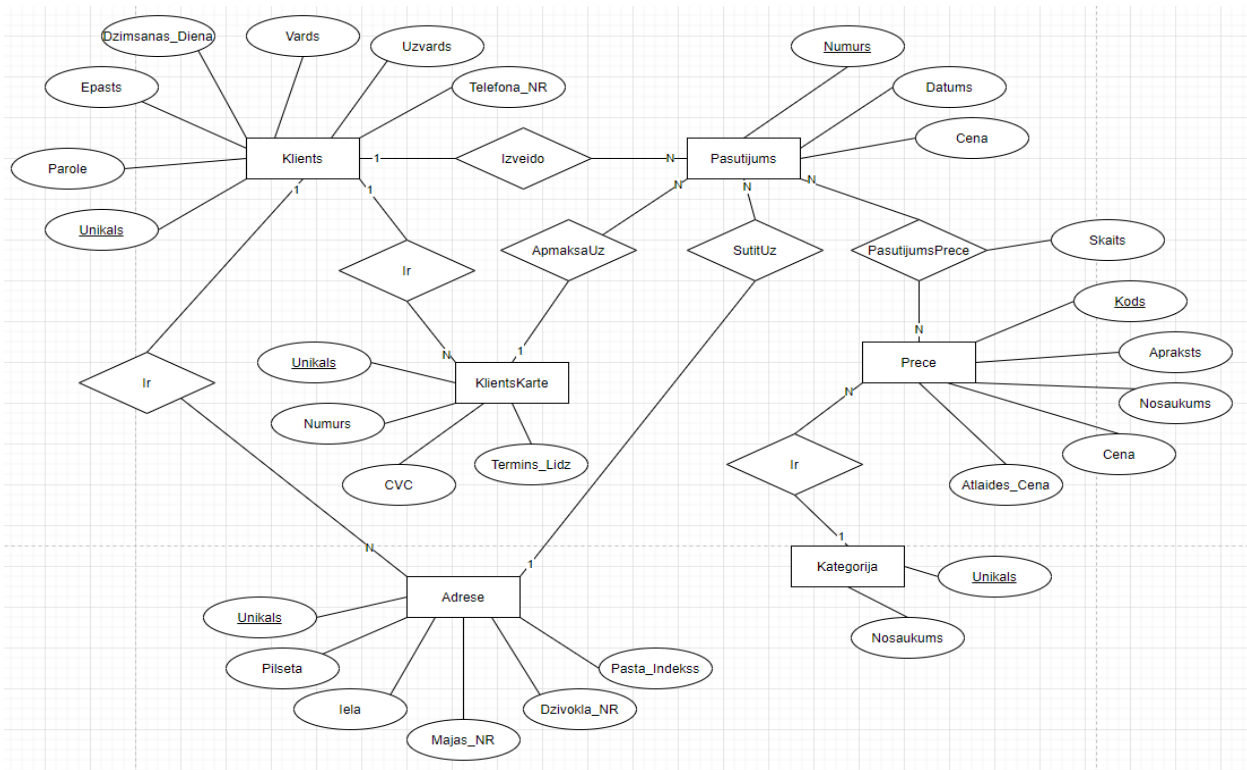 Dzimsanas_Diena
Vards
Uzvards
Numurs
Epasts
Telefona_NR
Datums
Cena
Klients
1
Izveido
N
Pasutijums
Parole
1
1
N
N
N
Unikals
ApmaksaUz
SutitUz
PasutijumsPrece
Skaits
Ir
Kods
N
1
N
Unikals
Prece
Apraksts
Ir
KlientsKarte
N
Nosaukums
Numurs
Cena
Termins_Lidz
Ir
CVC
Atlaides_Cena
1
N
1
Kategorija
Unikals
Adrese
Unikals
Nosaukums
Pilseta
Pasta_Indekss
Iela
Dzivokla_NR
Majas_NR